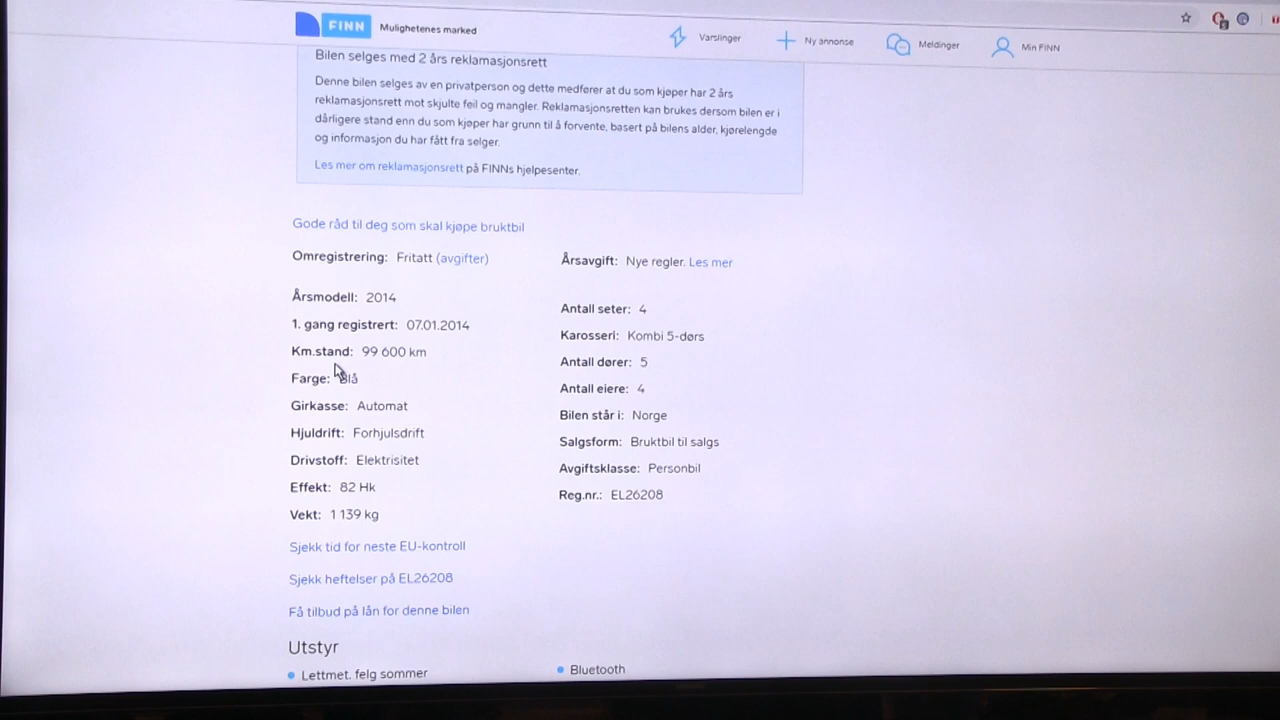 FINN Mulighetenes marked
Varslinger
Ny annonse
Meldinger
Min FINN
Bilen selges med 2 års reklamasjonsrett
Denne bilen selges av en privatperson og dette medfører at du som kjøper har 2 års
reklamasjonsrett mot skjulte feil og mangler. Reklamasjonsretten kan brukes dersom bilen er i
dårligere stand enn du som kjøper har grunn til å forvente, basert på bilens alder, kjørelengde
og informasjon du har fått fra selger.
Les mer om reklamasjonsrett på FINNs hjelpesenter.
Gode råd til deg som skal kjøpe bruktbil
Omregistrering: Fritatt (avgifter)
Årsavgift: Nye regler. Les mer
Årsmodell: 2014
1. gang registrert: 07.01.2014
Km.stand: 99 600 km
Farge: Blå
Girkasse: Automat
Hjuldrift: Forhjulsdrift
Drivstoff: Elektrisitet
Effekt: 82 Hk
Vekt: 1 139 kg
Antall seter: 4
Karosseri: Kombi 5-dørs
Antall dører: 5
Antall eiere: 4
Bilen står i: Norge
Salgsform: Bruktbil til salgs
Avgiftsklasse: Personbil
Reg.nr.: EL26208
Sjekk tid for neste EU-kontroll
Sjekk heftelser på EL26208
Få tilbud på lån for denne bilen
Utstyr
Lettmet. felg sommer
Bluetooth